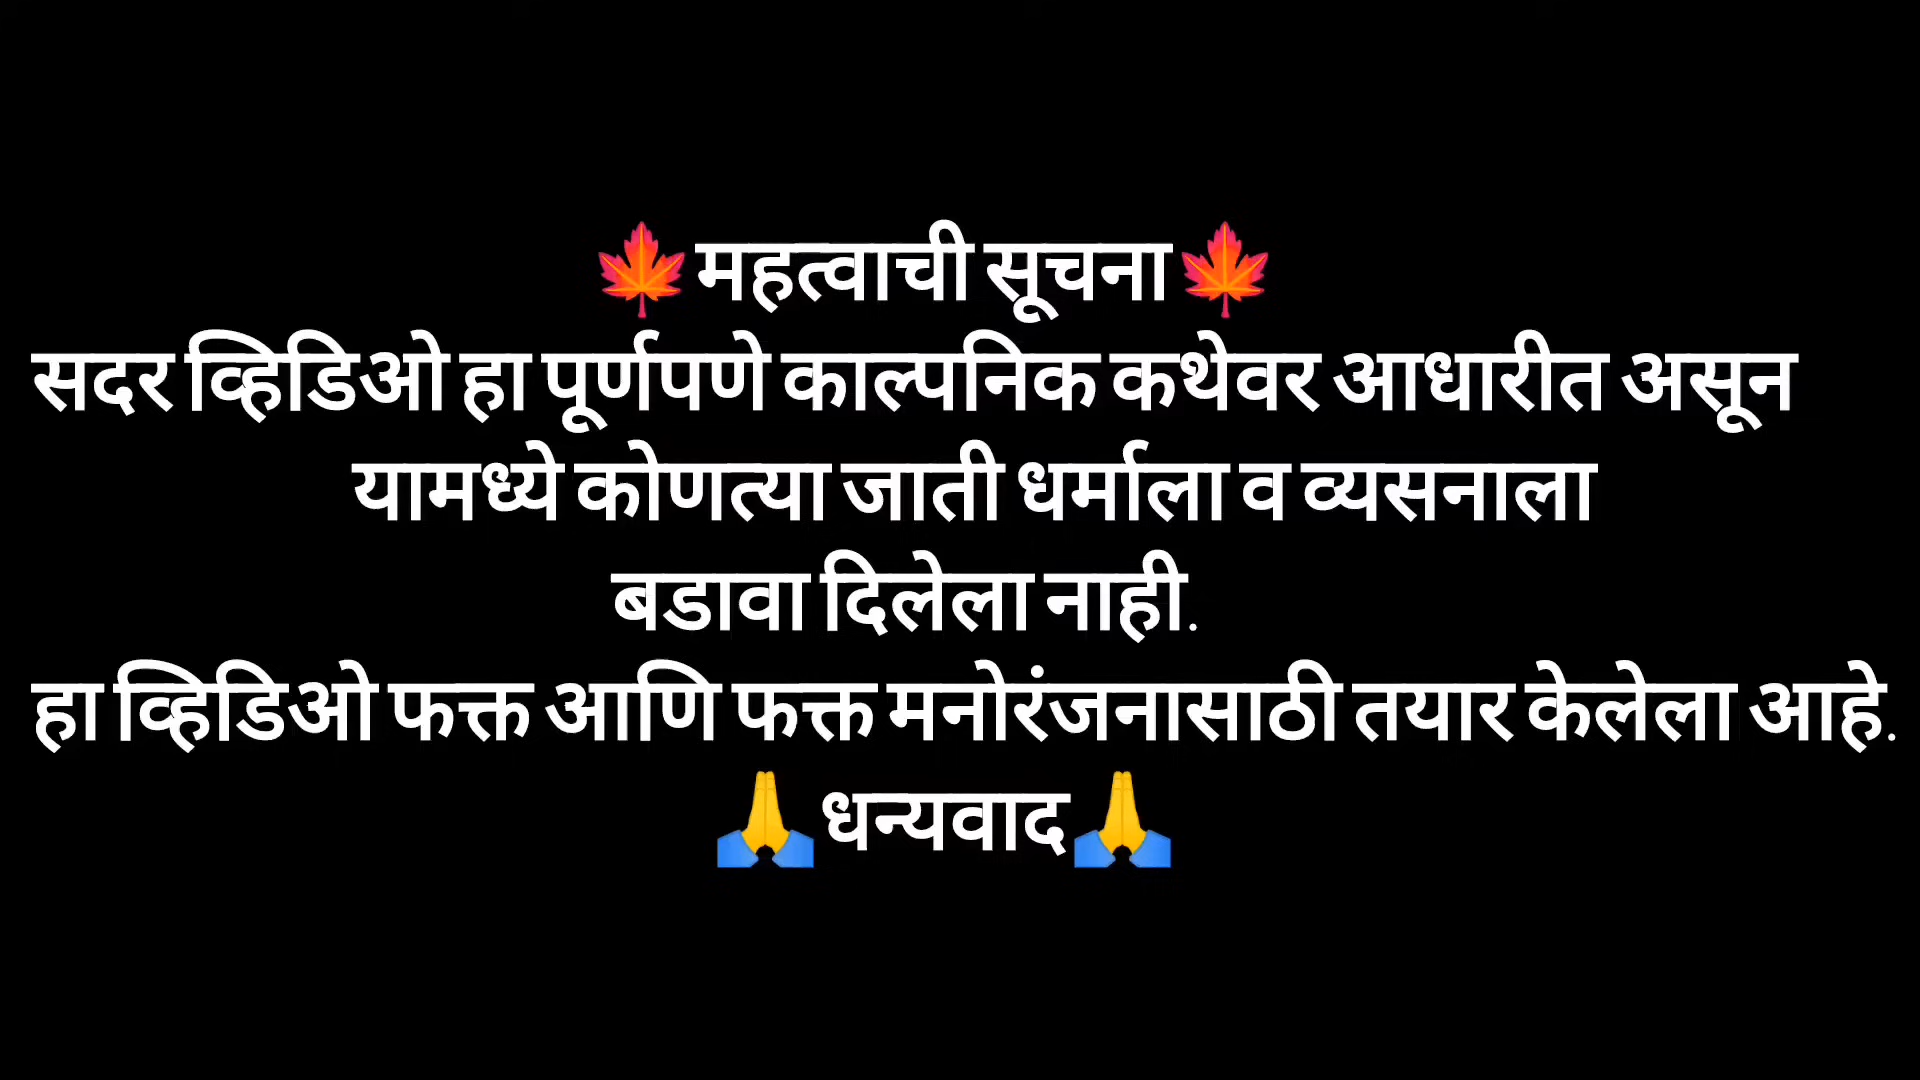 🍁महत्वाची सूचना🍁
सदर व्हिडिओ हा पूर्णपणे काल्पनिक कथेवर आधारीत असून
यामध्ये कोणत्या जाती धर्माला व व्यसनाला
बडावा दिलेला नाही.
हा व्हिडिओ फक्त आणि फक्त मनोरंजनासाठी तयार केलेला आहे.
🙏धन्यवाद🙏